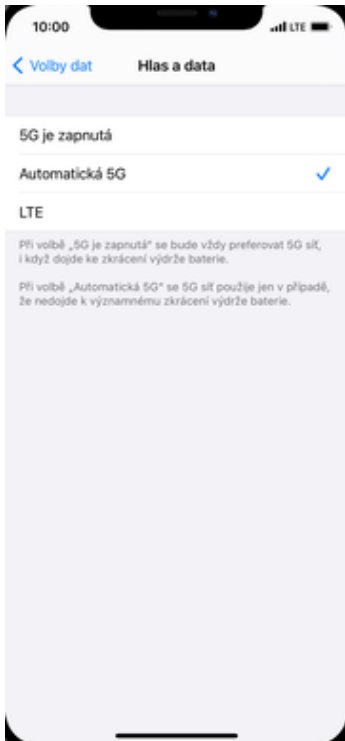 10:00 LTE
Volby dat Hlas a data
5G je zapnutá
Automatická 5G
LTE
Při volbě „5G je zapnutá“ se bude vždy preferovat 5G síť,
i když dojde ke zkrácení výdrže baterie.
Při volbě „Automatická 5G“ se 5G síť použije jen v případě,
že nedojde k významnému zkrácení výdrže baterie.